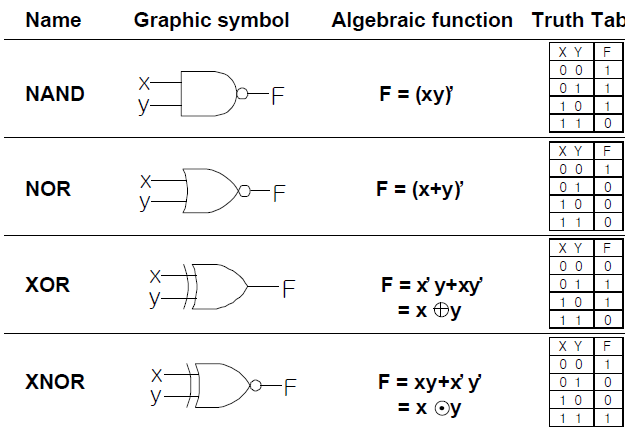 Name Graphic symbol Algebraic function Truth Tab
NAND
x
y
F
F = (xy)'
X Y F
0 0 1
0 1 1
1 0 1
1 1 0
NOR
x
y
F
F = (x+y)'
X Y F
0 0 1
0 1 0
1 0 0
1 1 0
XOR
x
y
F
F = x' y+xy'
= x ⊕y
X Y F
0 0 0
0 1 1
1 0 1
1 1 0
XNOR
x
y
F
F = xy+x' y'
= x ⊙y
X Y F
0 0 1
0 1 0
1 0 0
1 1 1